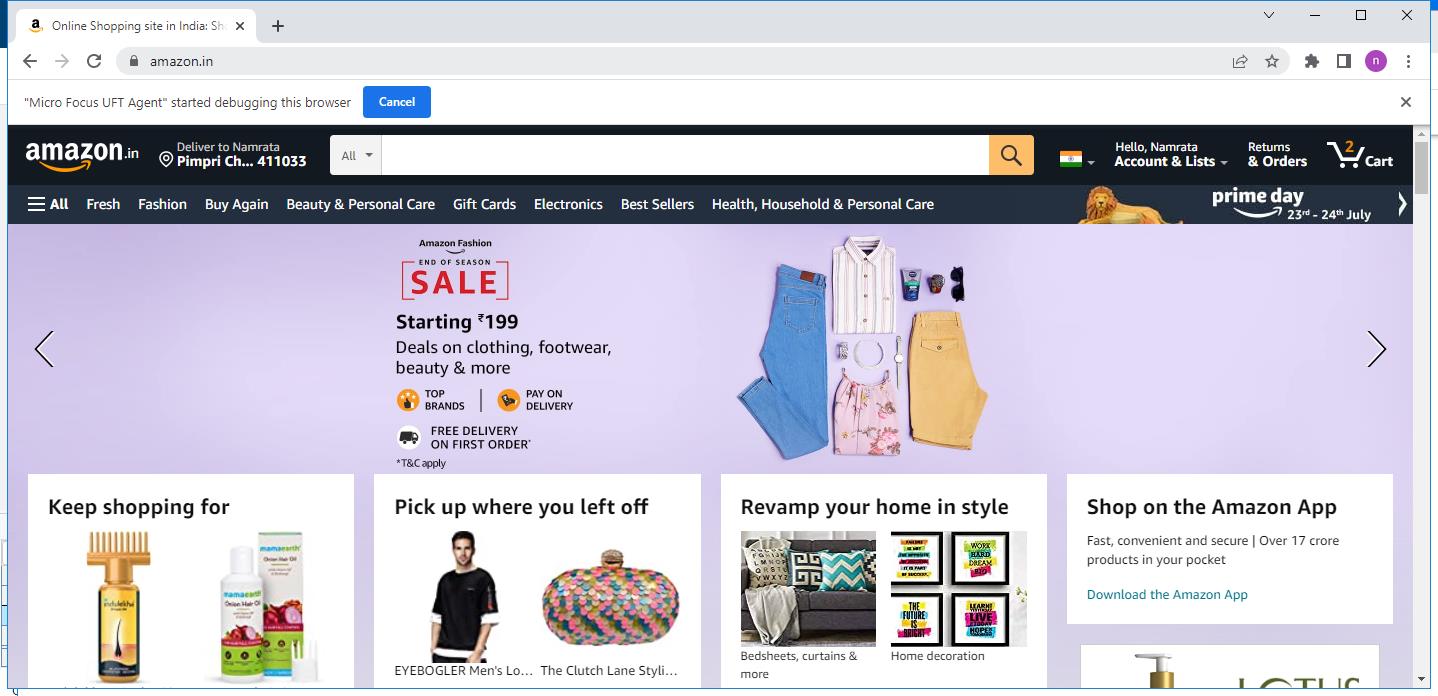 Online Shopping site in India: Sh
amazon.in
n
"Micro Focus UFT Agent" started debugging this browser
Cancel
amazon.in
Deliver to Namrata
Pimpri Ch... 411033
All
Hello, Namrata
Account & Lists
Returns
& Orders
2
Cart
All
Fresh
Fashion
Buy Again
Beauty & Personal Care
Gift Cards
Electronics
Best Sellers
Health, Household & Personal Care
prime day
23rd - 24th July
Amazon Fashion
END OF SEASON
SALE
Starting ₹199
Deals on clothing, footwear,
beauty & more
TOP
BRANDS
PAY ON
DELIVERY
FREE DELIVERY
ON FIRST ORDER*
*T&C apply
Keep shopping for
indulekha
mamaearth
Onion Hair Oil
mamaearth
Onion Hair Oil
Pick up where you left off
EYEBOGLER Men's Lo...
The Clutch Lane Styli...
Revamp your home in style
WORK
HARD
DREAM
BIG
THE
FUTURE
IS
BRIGHT
LIVE
TODAY
HOPE
Bedsheets, curtains &
more
Home decoration
Shop on the Amazon App
Fast, convenient and secure | Over 17 crore
products in your pocket
Download the Amazon App
LOTUS